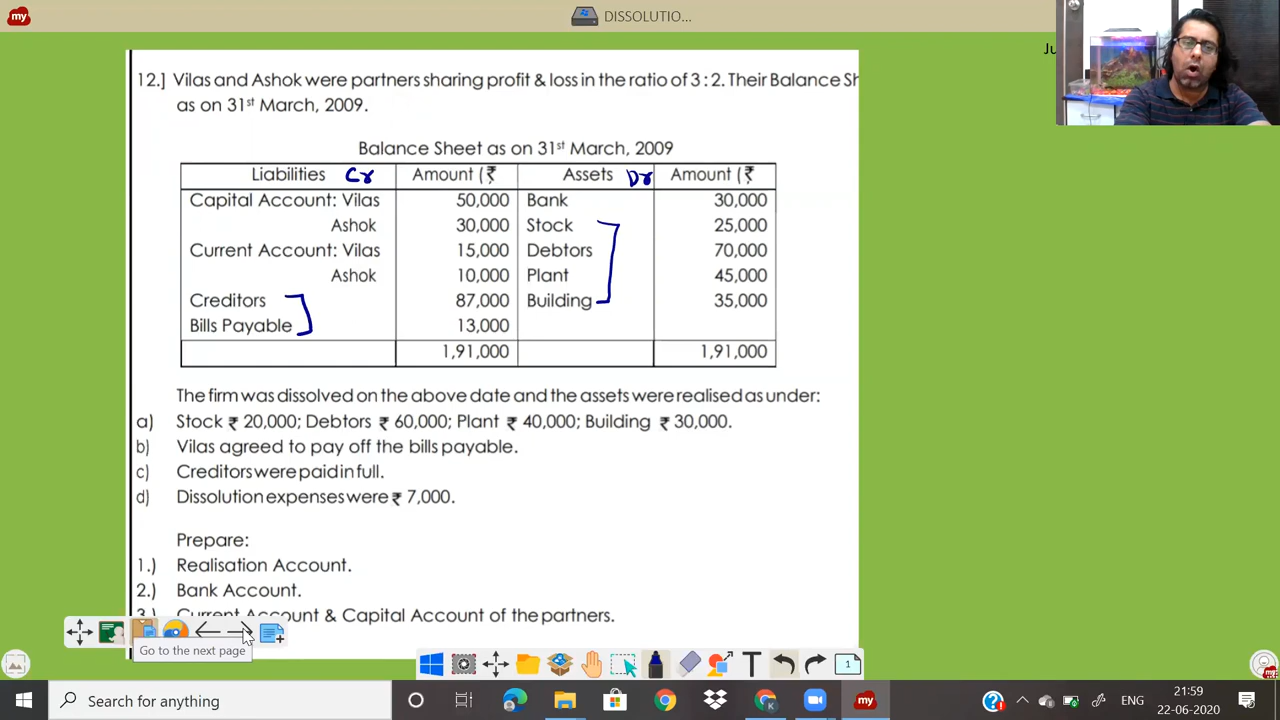 my
DISSOLUTIO...
Ju
12.] Vilas and Ashok were partners sharing profit & loss in the ratio of 3 : 2. Their Balance Sh
as on 31st March, 2009.
Balance Sheet as on 31st March, 2009
Liabilities Cr Amount (₹ Assets Dr Amount (₹
Capital Account: Vilas 50,000 Bank 30,000
Ashok 30,000 Stock 25,000
Current Account: Vilas 15,000 Debtors 70,000
Ashok 10,000 Plant 45,000
Creditors 87,000 Building 35,000
Bills Payable 13,000
1,91,000 1,91,000
The firm was dissolved on the above date and the assets were realised as under:
a) Stock ₹ 20,000; Debtors ₹ 60,000; Plant ₹ 40,000; Building ₹ 30,000.
b) Vilas agreed to pay off the bills payable.
c) Creditors were paid in full.
d) Dissolution expenses were ₹ 7,000.
Prepare:
1.) Realisation Account.
2.) Bank Account.
3.) Current Account & Capital Account of the partners.
Go to the next page
1
Search for anything
my
ENG
21:59
22-06-2020